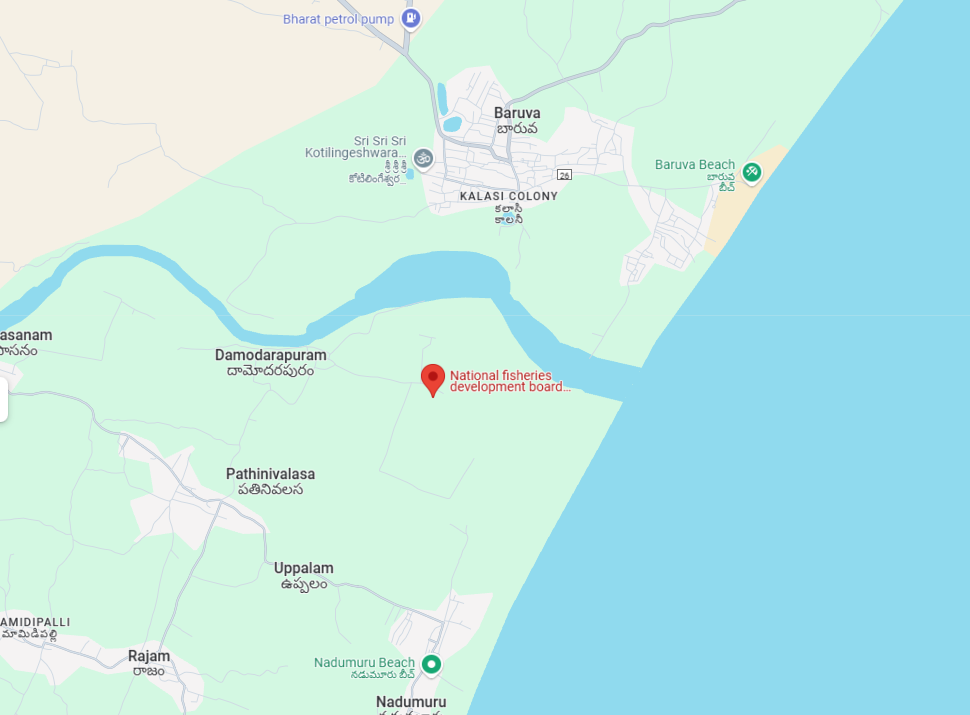 Bharat petrol pump
Baruva
బారువ
Sri Sri Sri
Kotilingeshwara...
శ్రీ శ్రీ శ్రీ
కోటిలింగేశ్వర...
Baruva Beach
బారువ
బీచ్
26
KALASI COLONY
కలాసి
కాలనీ
asanam
ాసనం
Damodarapuram
దామోదరపురం
National fisheries
development board...
Pathinivalasa
పతినివలస
Uppalam
ఉప్పలం
AMIDIPALLI
మామిడిపల్లి
Rajam
రాజం
Nadumuru Beach
నడుమూరు బీచ్
Nadumuru